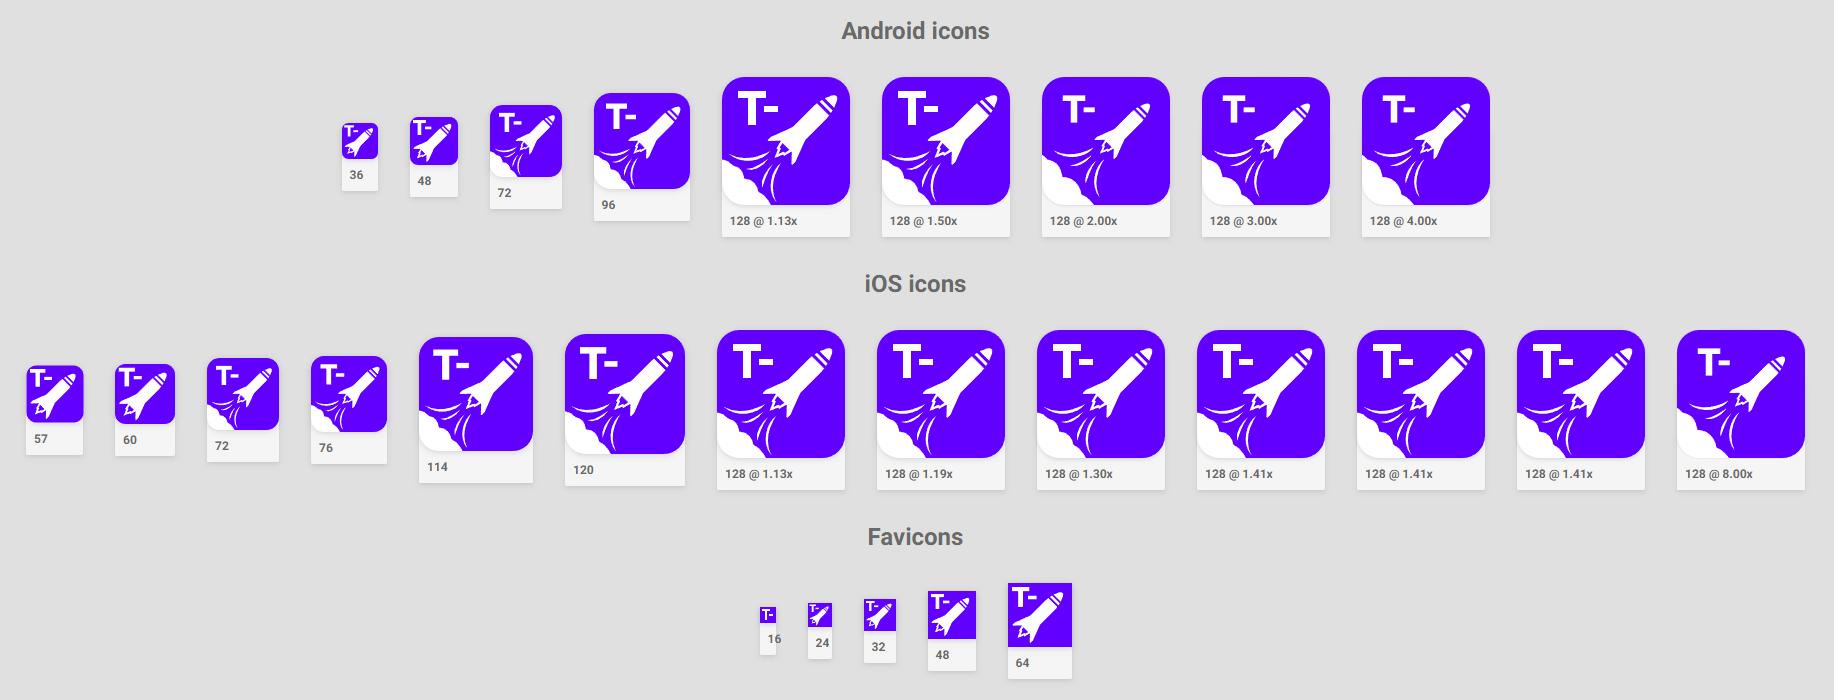 Android icons
T- T- T- T- T- T- T- T- T-
36 48 72 96 128 @ 1.13x 128 @ 1.50x 128 @ 2.00x 128 @ 3.00x 128 @ 4.00x
iOS icons
T- T- T- T- T- T- T- T- T- T- T- T- T-
57 60 72 76 114 120 128 @ 1.13x 128 @ 1.19x 128 @ 1.30x 128 @ 1.41x 128 @ 1.41x 128 @ 1.41x 128 @ 8.00x
Favicons
T- T- T- T- T-
16 24 32 48 64